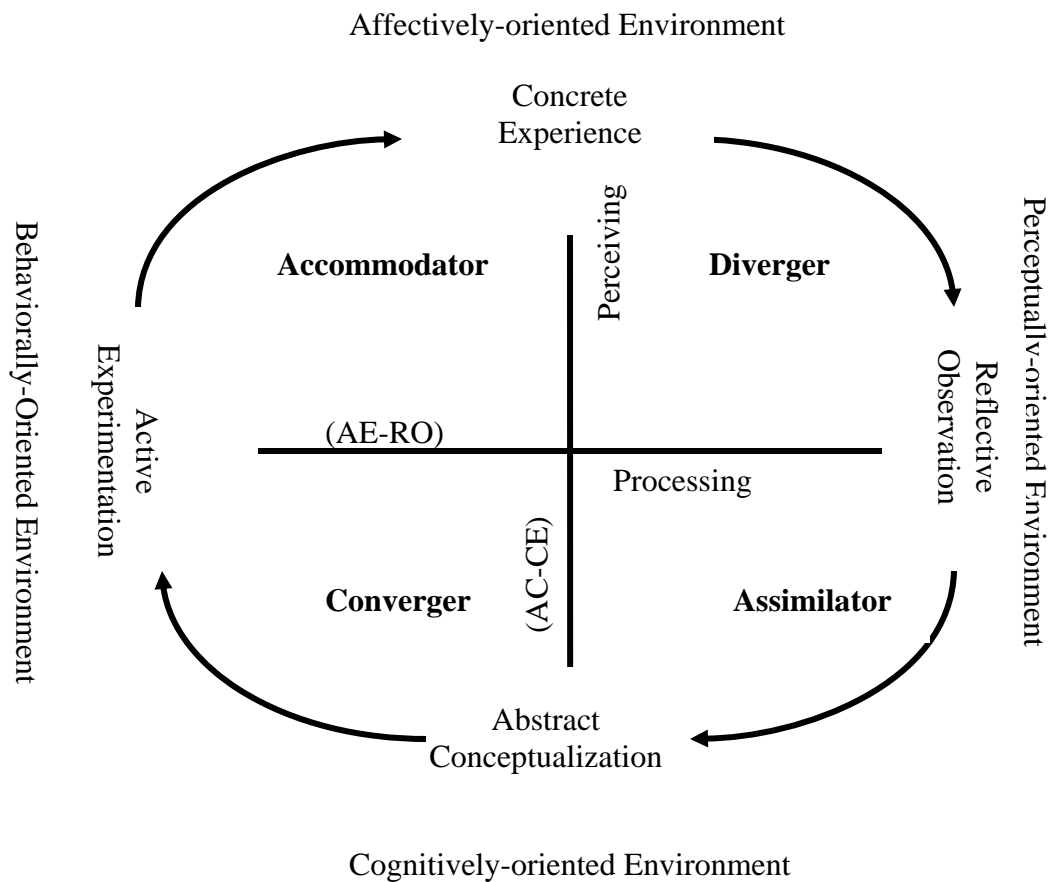 Affectively-oriented Environment
Concrete
Experience
Perceiving
Accommodator
Diverger
Behaviorally-Oriented Environment
Active
Experimentation
(AE-RO)
Processing
Reflective
Observation
Perceptually-oriented Environment
(AC-CE)
Converger
Assimilator
Abstract
Conceptualization
Cognitively-oriented Environment